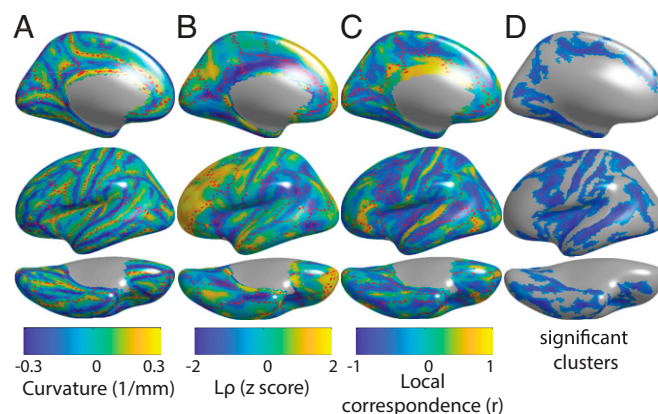 A B C D
-0.3 0 0.3 -2 0 2 -1 0 1
Curvature (1/mm) Lρ (z score) Local
correspondence (r)
significant
clusters